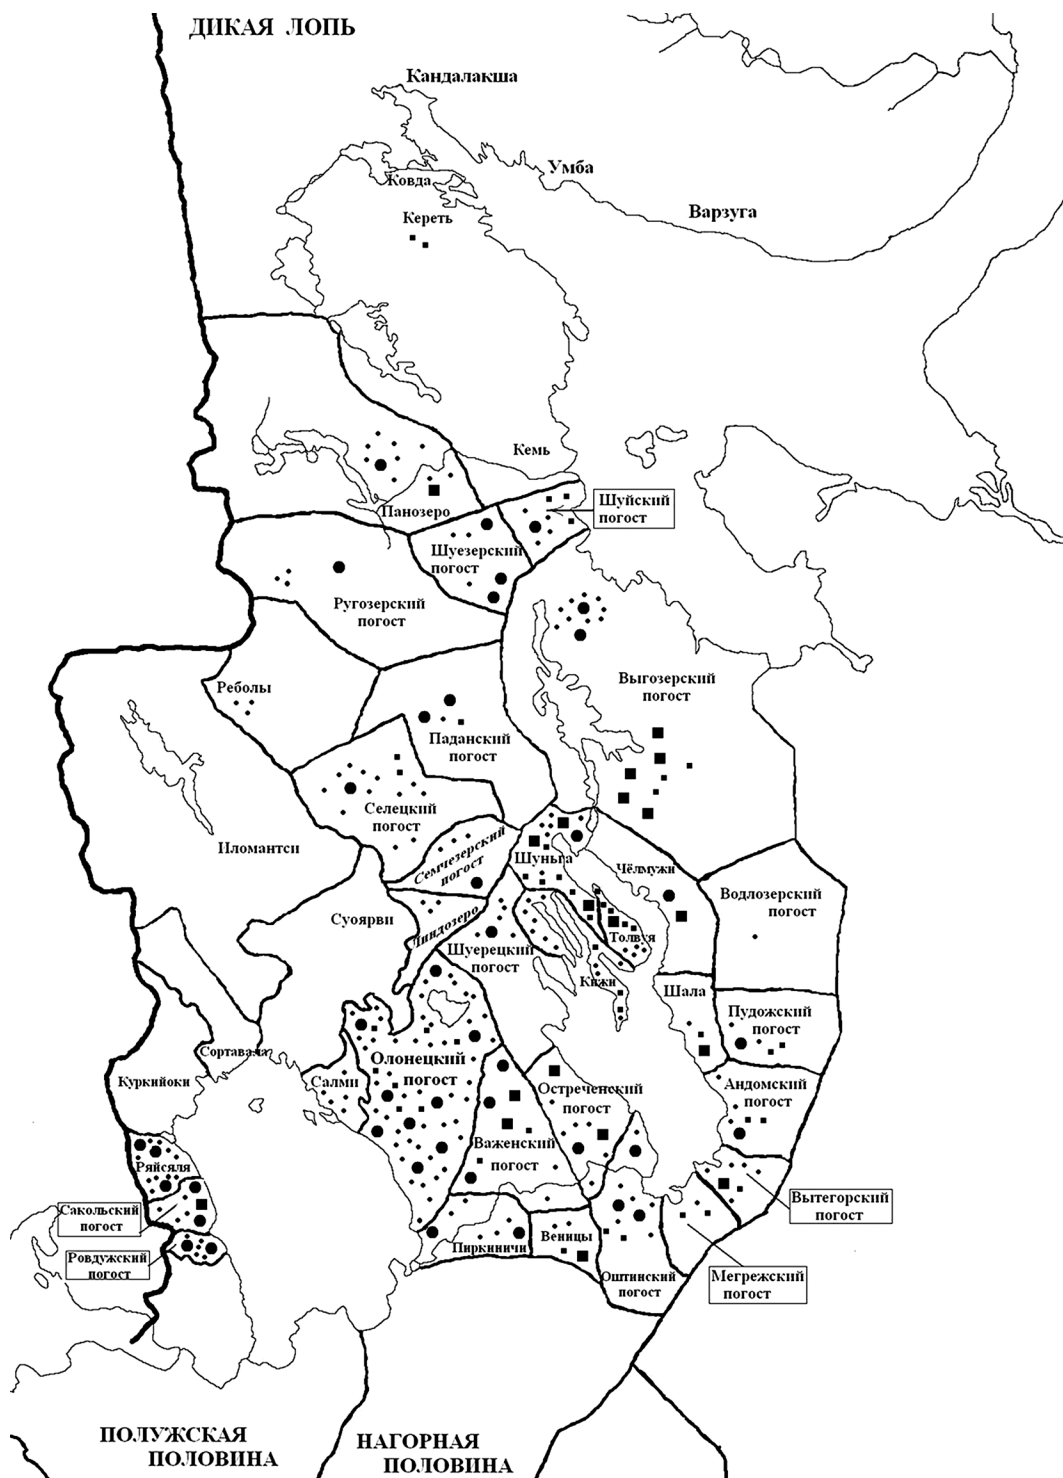 ДИКАЯ ЛОПЬ
Кандалакша
Умба
Жовда
Варзуга
Кереть
Кемь
Шуйский
погост
Панозеро
Шуезерский
погост
Ругозерский
погост
Выгозерский
погост
Реболы
Паданский
погост
Селецкий
погост
Семчезерский
погост
Шуньга
Чёлмужи
Иломантси
Водлозерский
погост
Суоярви
Линдозеро
Шуерецкий
погост
Толвуя
Кижи
Шала
Пудожский
погост
Сортавала
Олонецкий
погост
Куркийоки
Салми
Остреченский
погост
Андомский
погост
Важенский
погост
Ряйсяля
Сакольский
погост
Вытегорский
погост
Ровдужский
погост
Пиркиничи
Веницы
Оштинский
погост
Мегрежский
погост
ПОЛУЖСКАЯ
ПОЛОВИНА
НАГОРНАЯ
ПОЛОВИНА